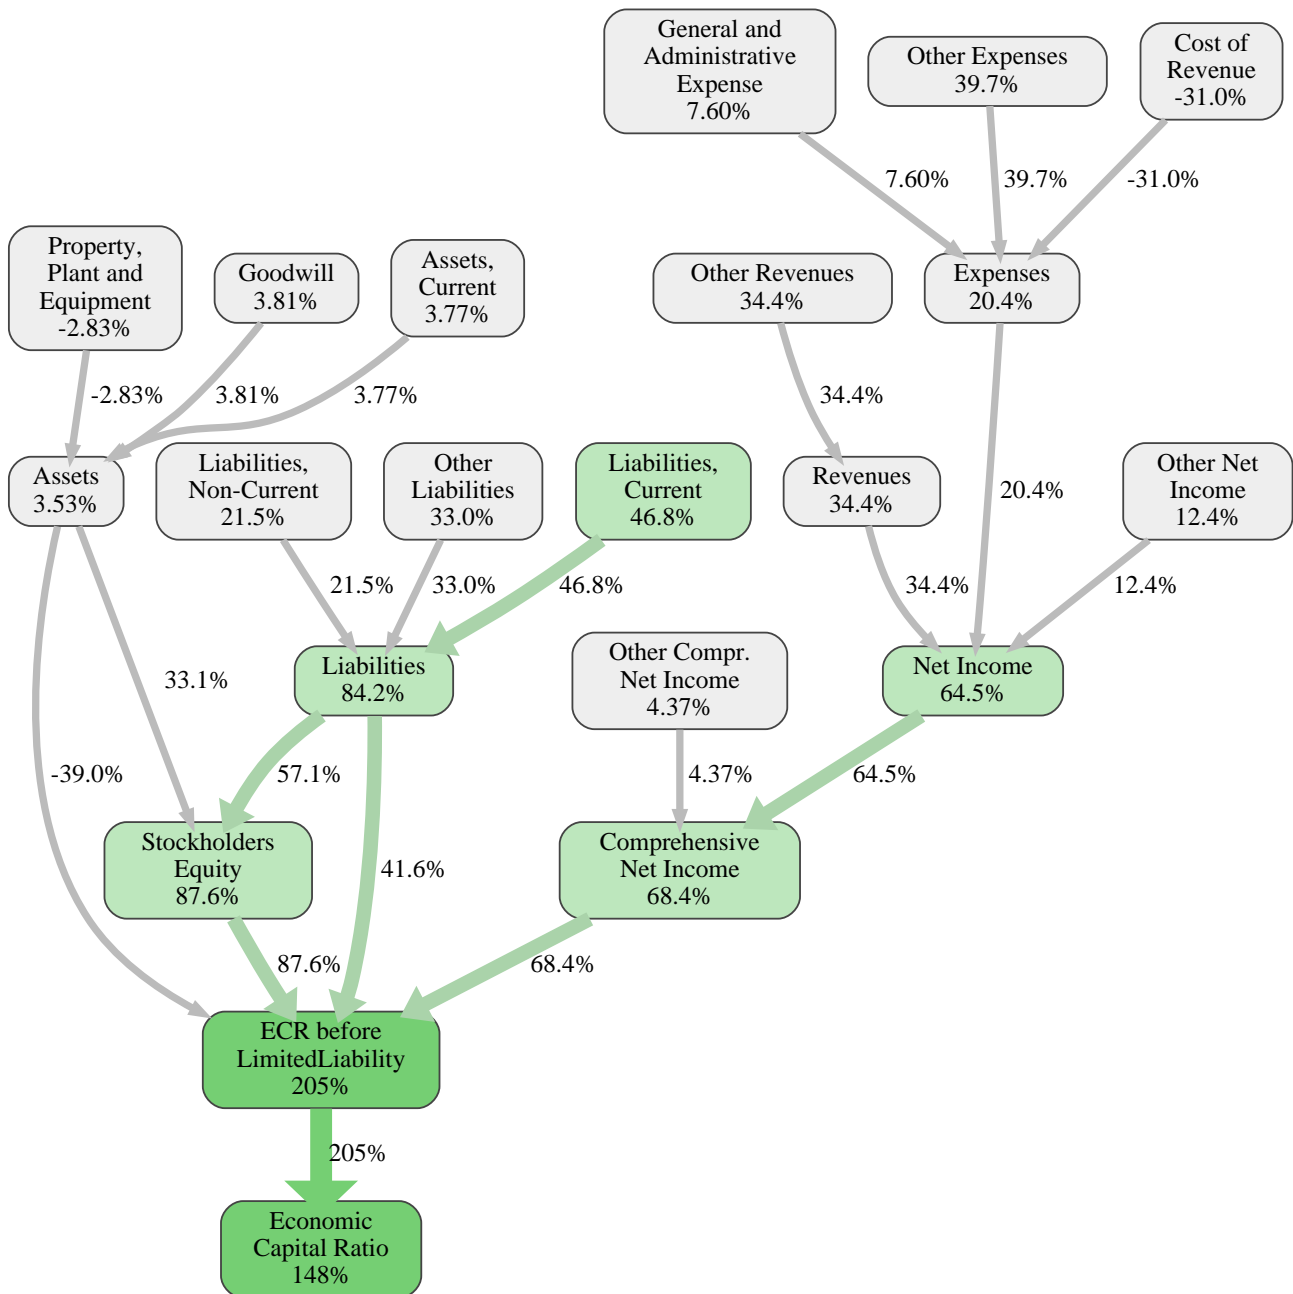 General and
Administrative
Expense
7.60%
Other Expenses
39.7%
Cost of
Revenue
-31.0%
7.60%
39.7%
-31.0%
Property,
Plant and
Equipment
-2.83%
Goodwill
3.81%
Assets,
Current
3.77%
Other Revenues
34.4%
Expenses
20.4%
-2.83%
3.81%
3.77%
34.4%
Assets
3.53%
Liabilities,
Non-Current
21.5%
Other
Liabilities
33.0%
Liabilities,
Current
46.8%
Revenues
34.4%
20.4%
Other Net
Income
12.4%
21.5%
33.0%
46.8%
34.4%
12.4%
33.1%
Liabilities
84.2%
Other Compr.
Net Income
4.37%
Net Income
64.5%
-39.0%
57.1%
4.37%
64.5%
Stockholders
Equity
87.6%
41.6%
Comprehensive
Net Income
68.4%
87.6%
68.4%
ECR before
LimitedLiability
205%
205%
Economic
Capital Ratio
148%